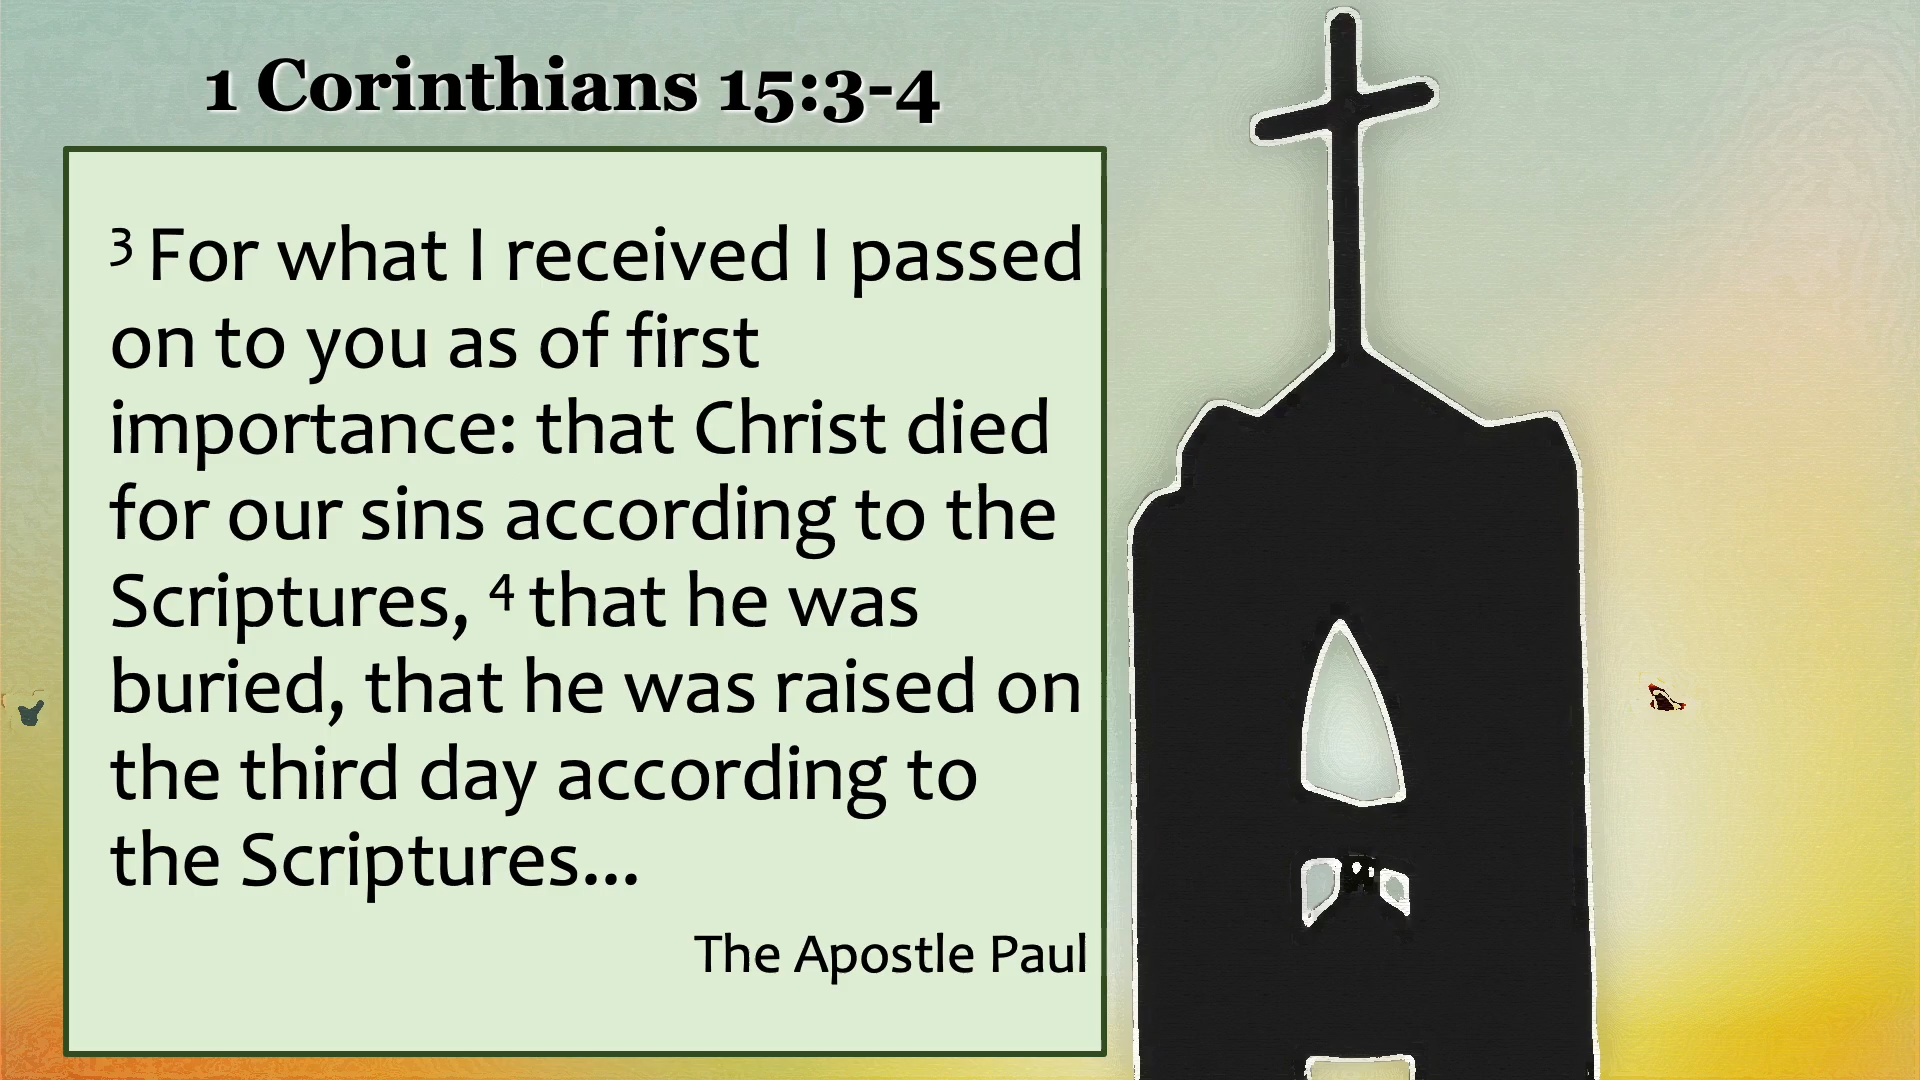 1 Corinthians 15:3-4
³ For what I received I passed
on to you as of first
importance: that Christ died
for our sins according to the
Scriptures, ⁴ that he was
buried, that he was raised on
the third day according to
the Scriptures...
The Apostle Paul